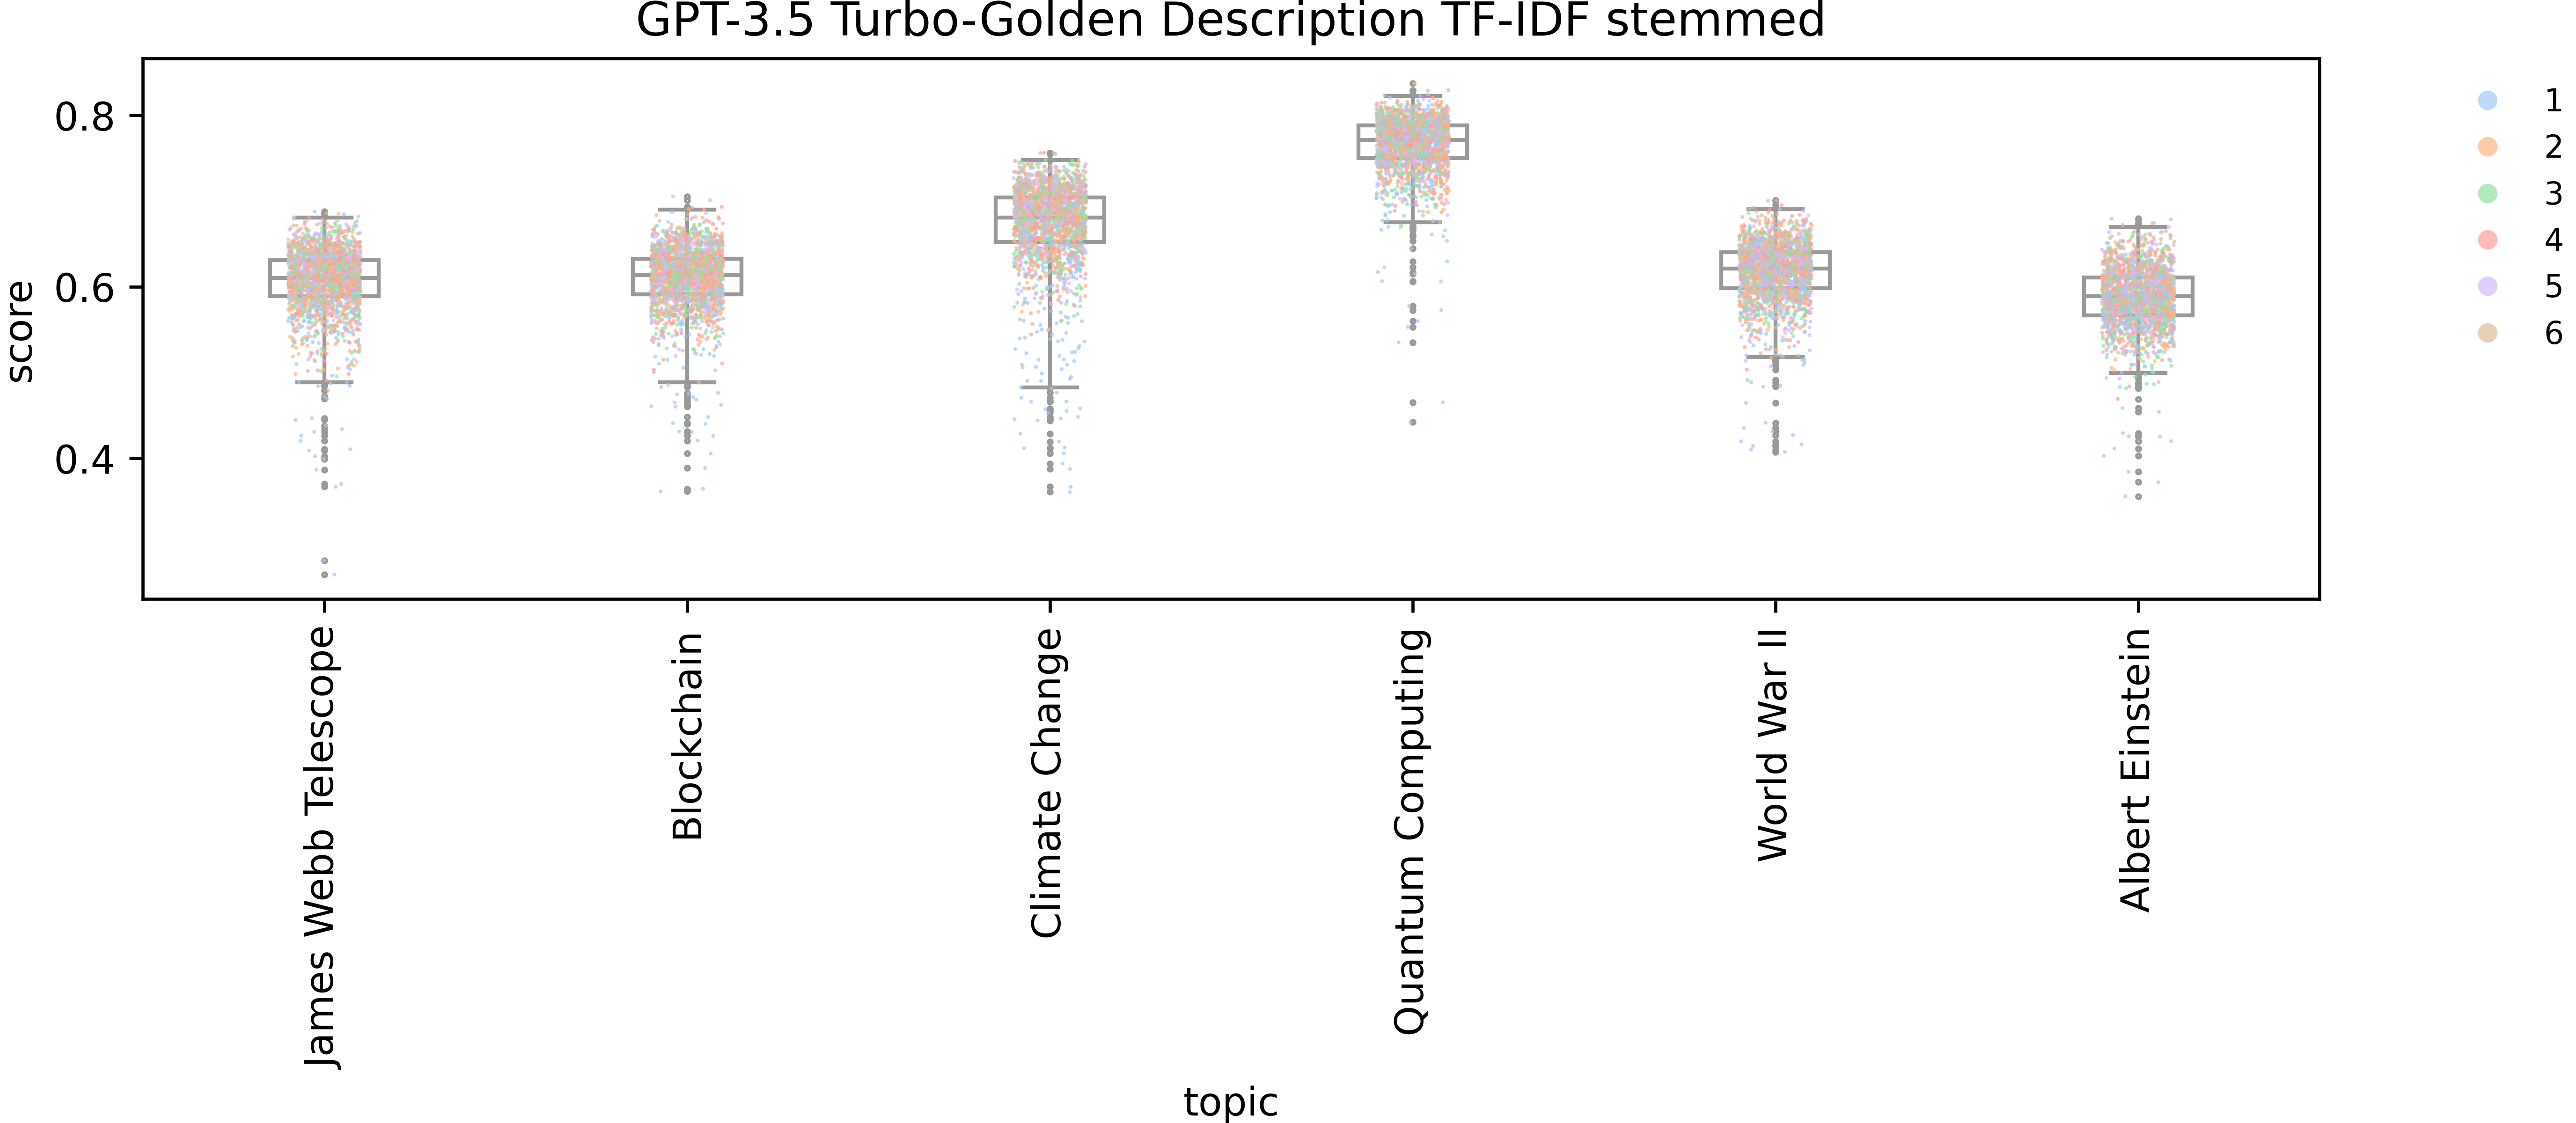 GPT-3.5 Turbo-Golden Description TF-IDF stemmed
score
0.8
0.6
0.4
1
2
3
4
5
6
James Webb Telescope
Blockchain
Climate Change
Quantum Computing
World War II
Albert Einstein
topic